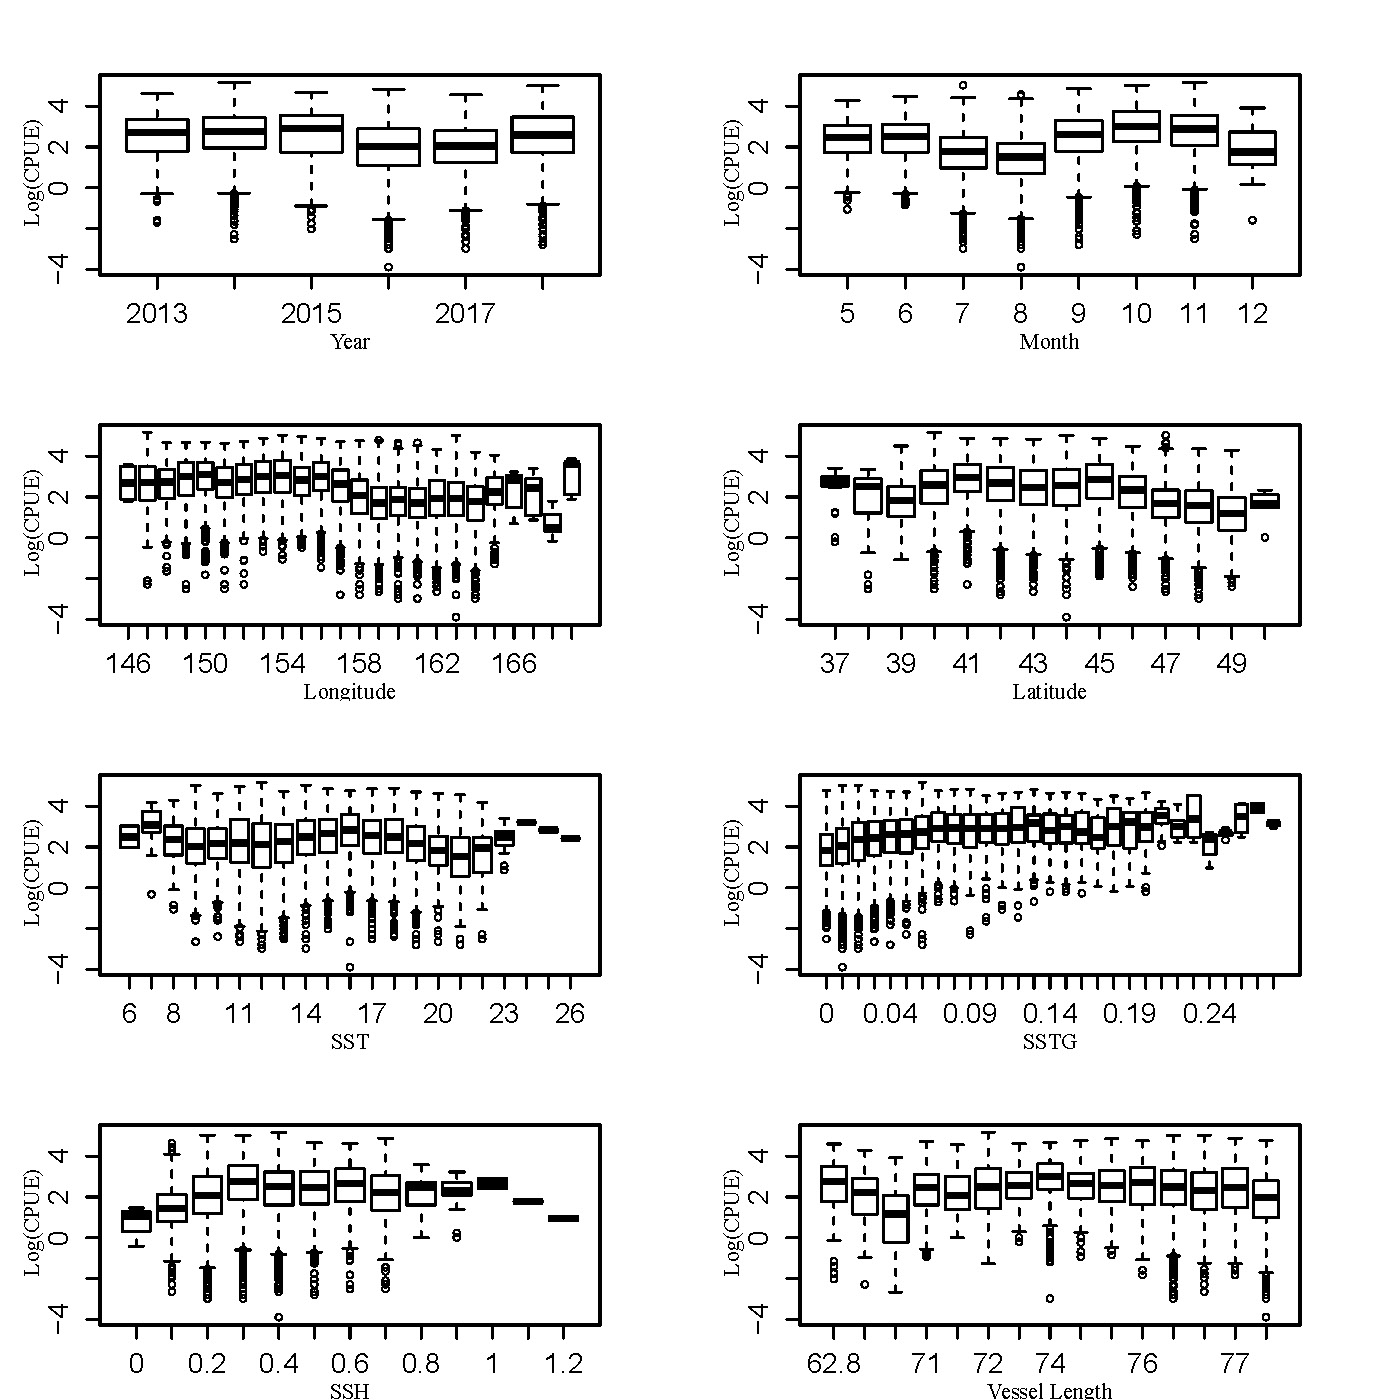 Log(CPUE)
4
2
0
−4
2013 2015 2017
Year
Log(CPUE)
4
2
0
−4
5 6 7 8 9 10 11 12
Month
Log(CPUE)
4
2
0
−4
146 150 154 158 162 166
Longitude
Log(CPUE)
4
2
0
−4
37 39 41 43 45 47 49
Latitude
Log(CPUE)
4
2
0
−4
6 8 11 14 17 20 23 26
SST
Log(CPUE)
4
2
0
−4
0 0.04 0.09 0.14 0.19 0.24
SSTG
Log(CPUE)
4
2
0
−4
0 0.2 0.4 0.6 0.8 1 1.2
SSH
Log(CPUE)
4
2
0
−4
62.8 71 72 74 76 77
Vessel Length